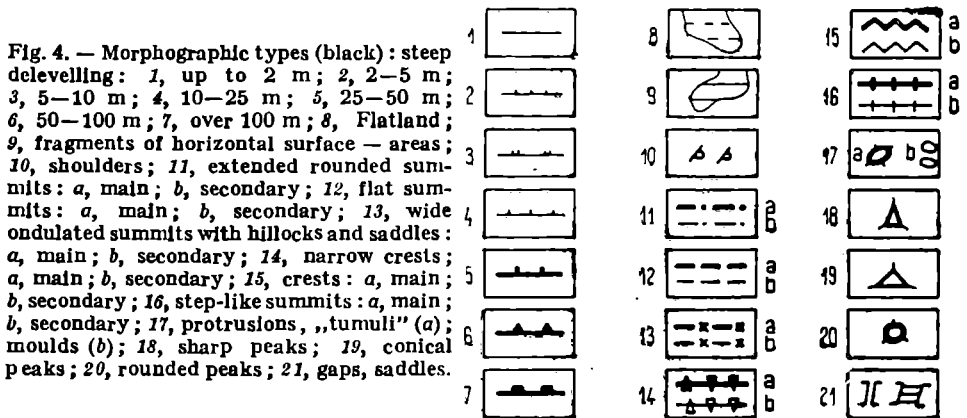 Fig. 4. — Morphographic types (black) : steep
delevelling: 1, up to 2 m; 2, 2—5 m;
3, 5—10 m; 4, 10—25 m; 5, 25—50 m;
6, 50—100 m; 7, over 100 m; 8, Flatland;
9, fragments of horizontal surface — areas;
10, shoulders; 11, extended rounded sum-
mits: a, main; b, secondary; 12, flat sum-
mits: a, main; b, secondary; 13, wide
ondulated summits with hillocks and saddles:
a, main; b, secondary; 14, narrow crests;
a, main; b, secondary; 15, crests: a, main;
b, secondary; 16, step-like summits: a, main;
b, secondary; 17, protrusions, „tumuli" (a);
moulds (b); 18, sharp peaks; 19, conical
peaks; 20, rounded peaks; 21, gaps, saddles.
1
2
3
4
5
6
7
8
9
10
11 a
b
12 a
b
13 a
b
14 a
b
15 a
b
16 a
b
17 a b
18
19
20
21